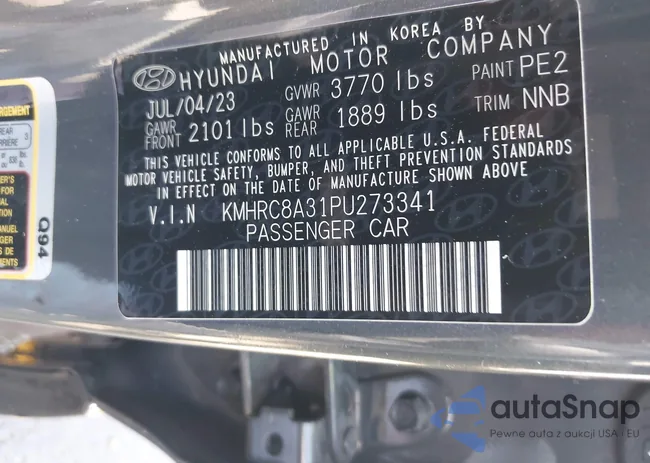 MANUFACTURED IN KOREA BY
HYUNDAI MOTOR COMPANY
JUL/04/23 GVWR 3770 lbs PAINT PE2
GAWR FRONT 2101 lbs GAWR REAR 1889 lbs TRIM NNB
THIS VEHICLE CONFORMS TO ALL APPLICABLE U.S.A. FEDERAL
MOTOR VEHICLE SAFETY, BUMPER, AND THEFT PREVENTION STANDARDS
IN EFFECT ON THE DATE OF MANUFACTURE SHOWN ABOVE
V.I.N KMHRC8A31PU273341
PASSENGER CAR
REAR
Q94
autoSnap
Pewne auta z aukcji USA i EU